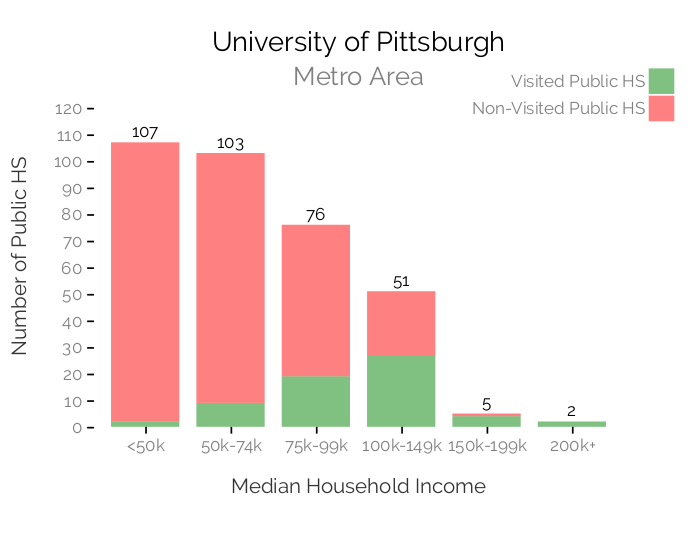 University of Pittsburgh
Metro Area
Visited Public HS
Non-Visited Public HS
Number of Public HS
120
110
100
90
80
70
60
50
40
30
20
10
0
107
103
76
51
5
2
<50k
50k-74k
75k-99k
100k-149k
150k-199k
200k+
Median Household Income